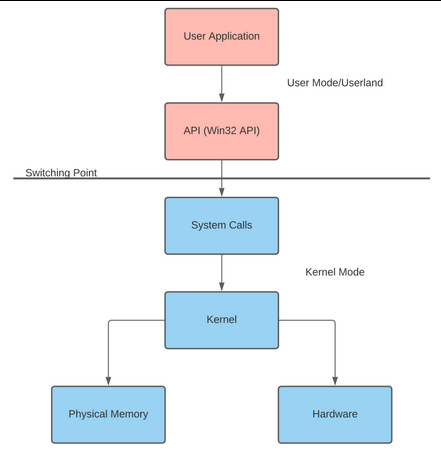 User Application
User Mode/Userland
API (Win32 API)
Switching Point
System Calls
Kernel Mode
Kernel
Physical Memory
Hardware